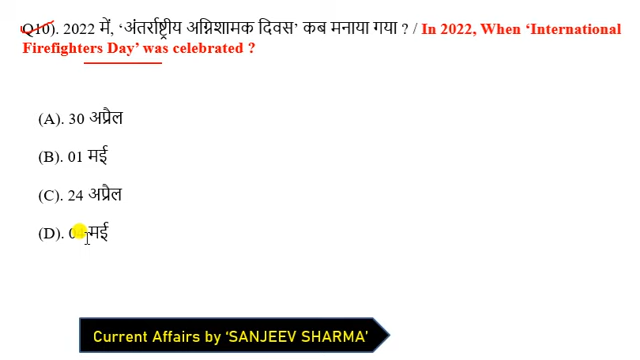 Q10). 2022 में, ‘अंतर्राष्ट्रीय अग्निशामक दिवस’ कब मनाया गया ? / In 2022, When ‘International
Firefighters Day’ was celebrated ?
(A). 30 अप्रैल
(B). 01 मई
(C). 24 अप्रैल
(D). 04 मई
Current Affairs by ‘SANJEEV SHARMA’